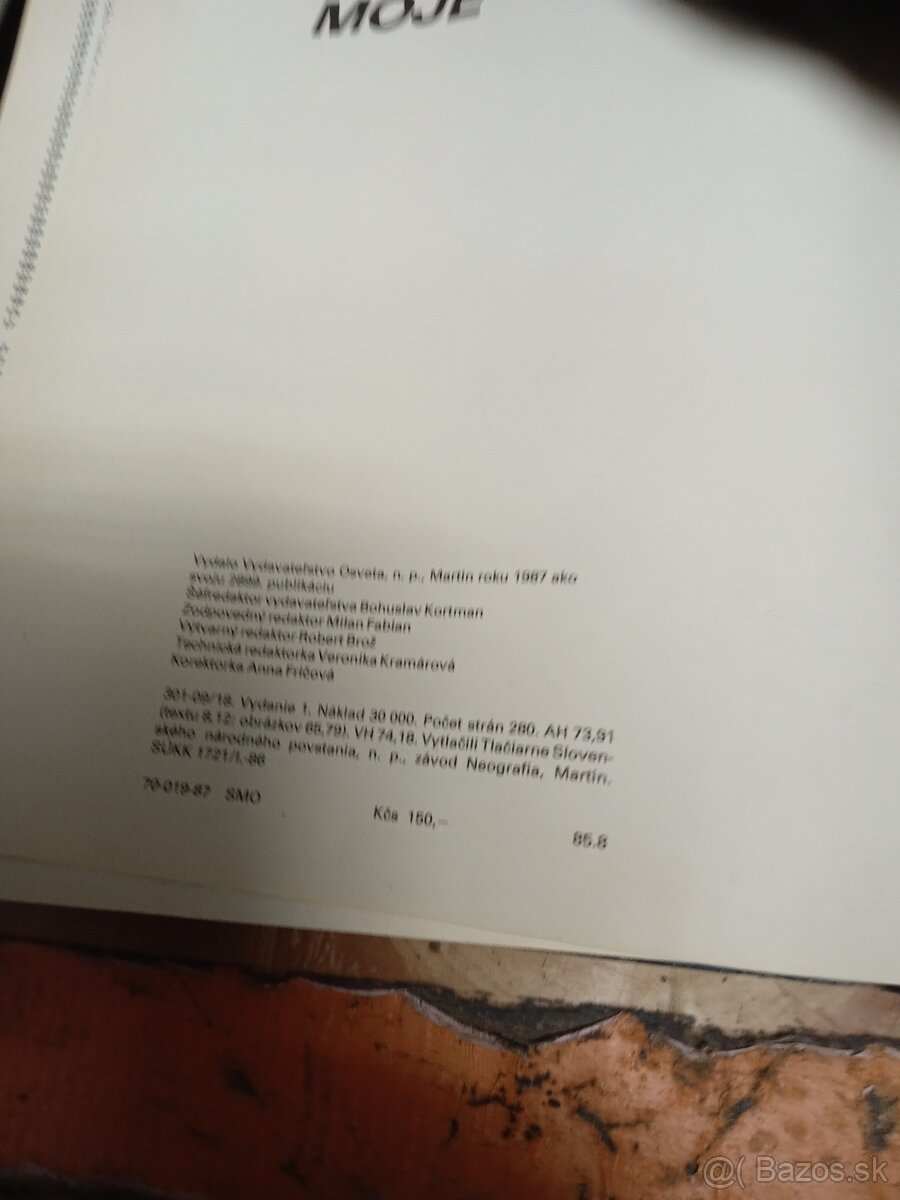 MOJE
Vydalo Vydavateľstvo Osveta, n. p., Martin roku 1987 ako
svoju publikáciu
Šéfredaktor vydavateľstva Bohuslav Kortman
Zodpovedný redaktor Milan Fabian
Výtvarný redaktor Robert Brož
Technická redaktorka Veronika Kramárová
Korektorka Anna Fričová
301-09/18. Vydanie 1. Náklad 30 000. Počet strán 280. AH 73,91
(textu 8,12; obrázkov 65,79). VH 74,18. Vytlačili Tlačiarne Sloven-
ského národného povstania, n. p., závod Neografia, Martin.
SÚKK 1721/I-86
70-019-87 SMO
Kčs 150,–
85.8
@( Bazos.sk